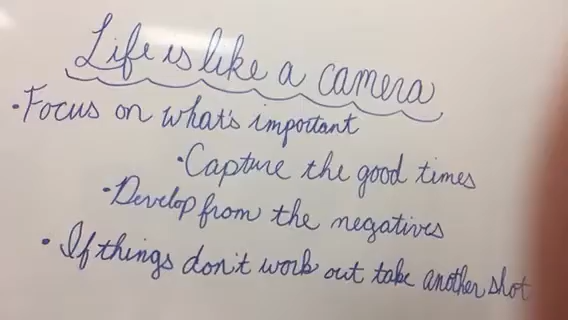 Life is like a camera
•Focus on what's important
•Capture the good times
•Develop from the negatives
•If things don't work out take another shot